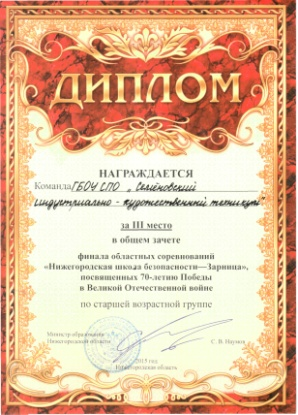 ДИПЛОМ
НАГРАЖДАЕТСЯ
Команда ГБОУ СПО „Семёновский
индустриально - художественный техникум
за III место
в общем зачете
финала областных соревнований
«Нижегородская школа безопасности—Зарница»,
посвященных 70-летию Победы
в Великой Отечественной войне
по старшей возрастной группе
Министр образования
Нижегородской области
С. В. Наумов
2015 год
Нижегородская область